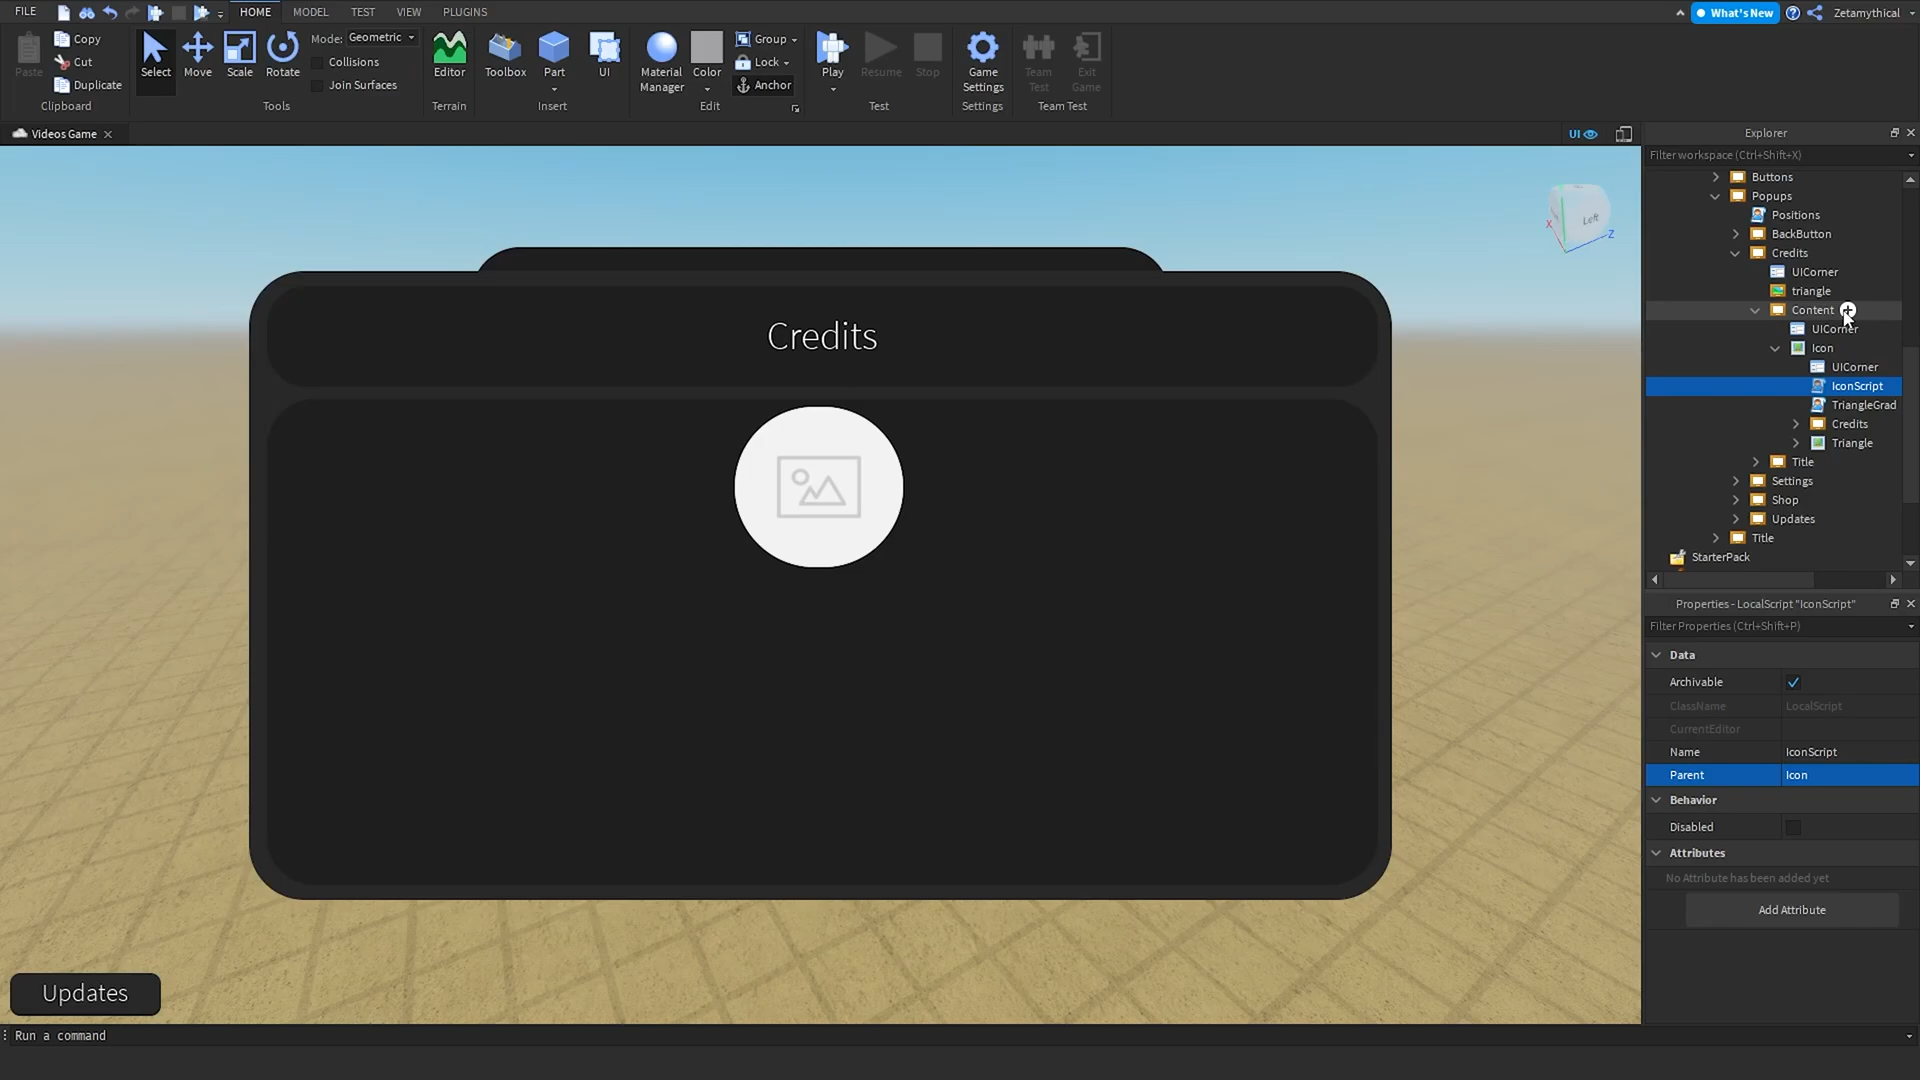 FILE
HOME
MODEL
TEST
VIEW
PLUGINS
What's New
Zetamythical
Paste
Copy
Cut
Duplicate
Clipboard
Select
Move
Scale
Rotate
Mode: Geometric
Collisions
Join Surfaces
Tools
Editor
Terrain
Toolbox
Part
UI
Insert
Material
Manager
Color
Group
Lock
Anchor
Edit
Play
Resume
Stop
Test
Game
Settings
Settings
Team
Test
Exit
Game
Team Test
Videos Game
UI
Left
X
Z
Credits
Updates
Run a command
Explorer
Filter workspace (Ctrl+Shift+X)
Buttons
Popups
Positions
BackButton
Credits
UICorner
triangle
Content
UICorner
Icon
UICorner
IconScript
TriangleGrad
Credits
Triangle
Title
Settings
Shop
Updates
Title
StarterPack
Properties - LocalScript "IconScript"
Filter Properties (Ctrl+Shift+P)
Data
Archivable
ClassName LocalScript
CurrentEditor
Name IconScript
Parent Icon
Behavior
Disabled
Attributes
No Attribute has been added yet
Add Attribute